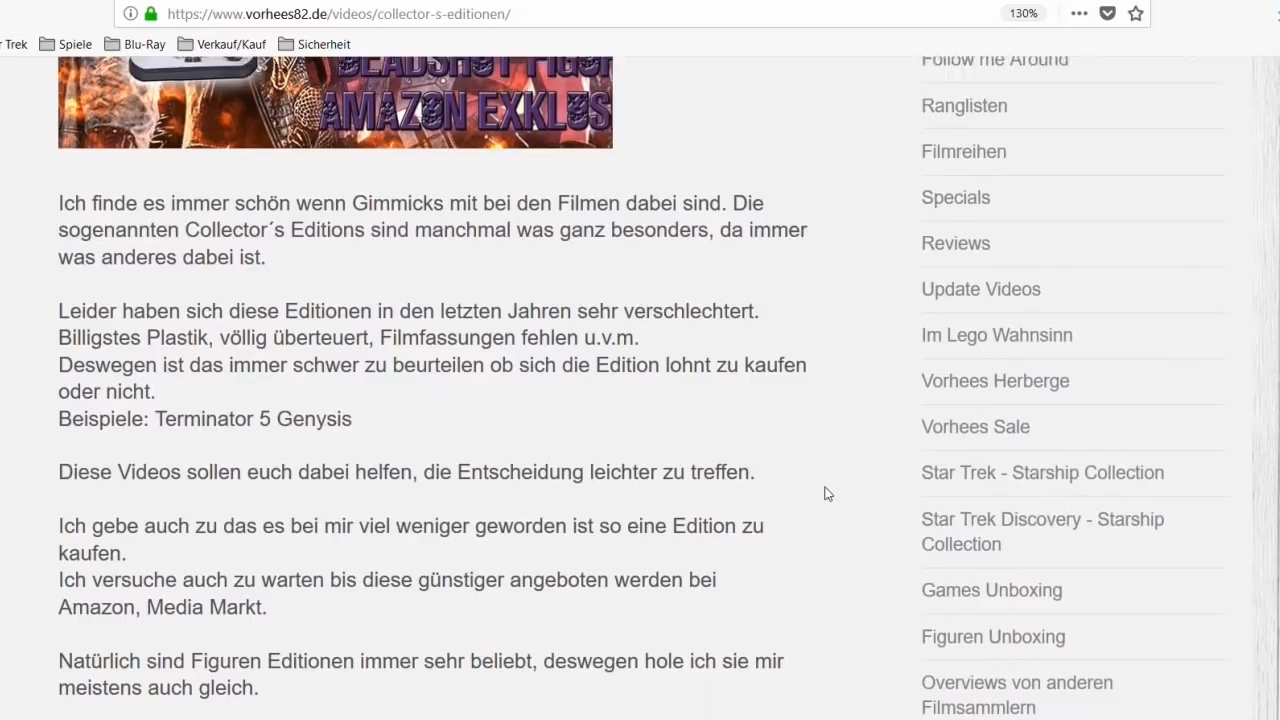 https://www.vorhees82.de/videos/collector-s-editionen/
130%
Trek
Spiele
Blu-Ray
Verkauf/Kauf
Sicherheit
DEADSHOT FIGUR
AMAZON EXKLUS
Ich finde es immer schön wenn Gimmicks mit bei den Filmen dabei sind. Die
sogenannten Collector´s Editions sind manchmal was ganz besonders, da immer
was anderes dabei ist.
Leider haben sich diese Editionen in den letzten Jahren sehr verschlechtert.
Billigstes Plastik, völlig überteuert, Filmfassungen fehlen u.v.m.
Deswegen ist das immer schwer zu beurteilen ob sich die Edition lohnt zu kaufen
oder nicht.
Beispiele: Terminator 5 Genysis
Diese Videos sollen euch dabei helfen, die Entscheidung leichter zu treffen.
Ich gebe auch zu das es bei mir viel weniger geworden ist so eine Edition zu
kaufen.
Ich versuche auch zu warten bis diese günstiger angeboten werden bei
Amazon, Media Markt.
Natürlich sind Figuren Editionen immer sehr beliebt, deswegen hole ich sie mir
meistens auch gleich.
Follow me Around
Ranglisten
Filmreihen
Specials
Reviews
Update Videos
Im Lego Wahnsinn
Vorhees Herberge
Vorhees Sale
Star Trek - Starship Collection
Star Trek Discovery - Starship
Collection
Games Unboxing
Figuren Unboxing
Overviews von anderen
Filmsammlern